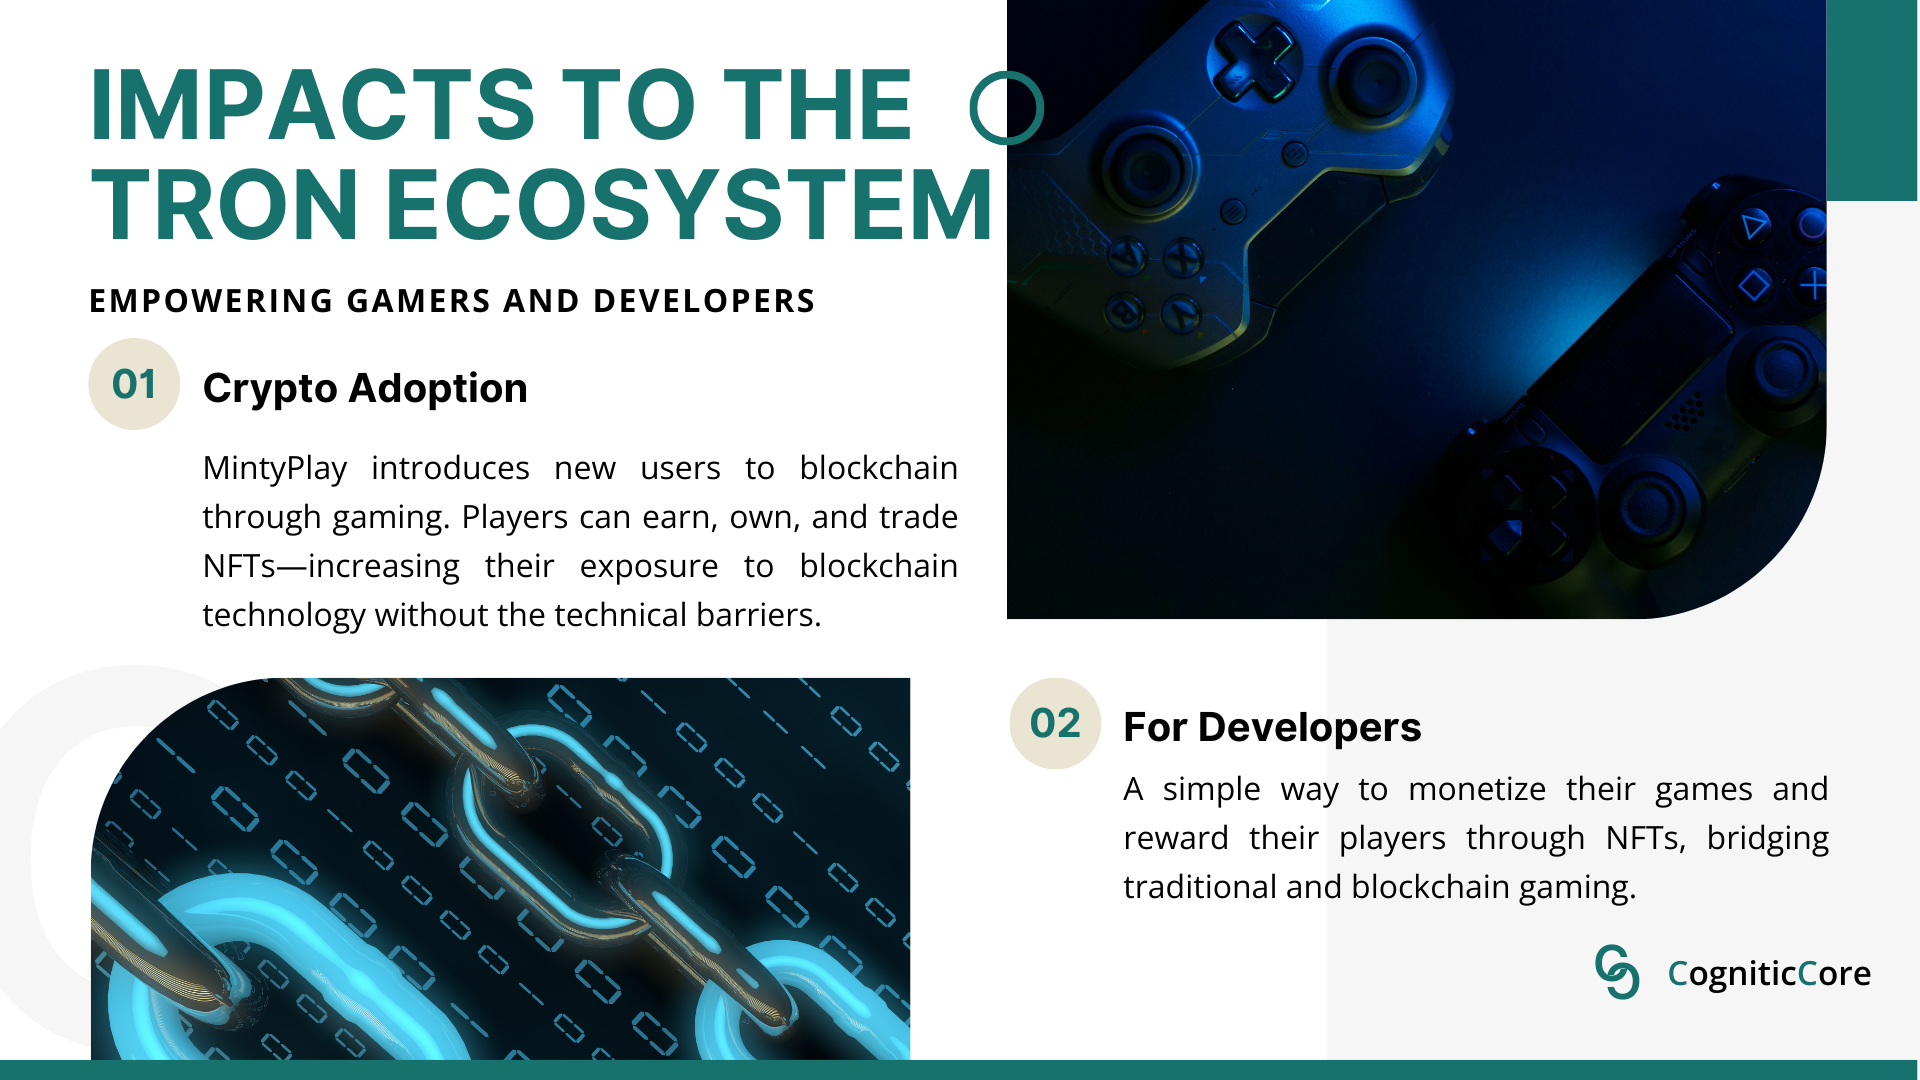 IMPACTS TO THE
TRON ECOSYSTEM
EMPOWERING GAMERS AND DEVELOPERS
01
Crypto Adoption
MintyPlay introduces new users to blockchain
through gaming. Players can earn, own, and trade
NFTs—increasing their exposure to blockchain
technology without the technical barriers.
02
For Developers
A simple way to monetize their games and
reward their players through NFTs, bridging
traditional and blockchain gaming.
CogniticCore